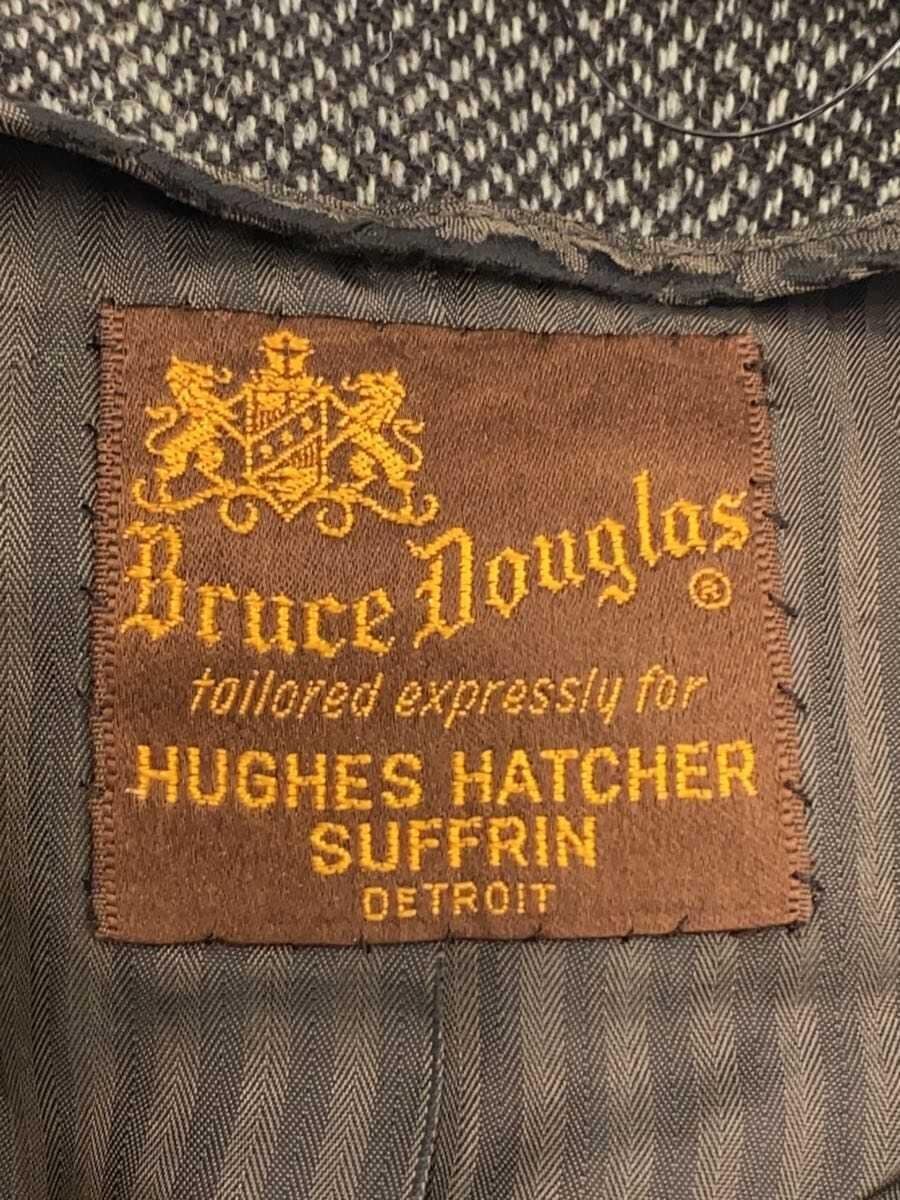 Bruce Douglas ®
tailored expressly for
HUGHES HATCHER
SUFFRIN
DETROIT